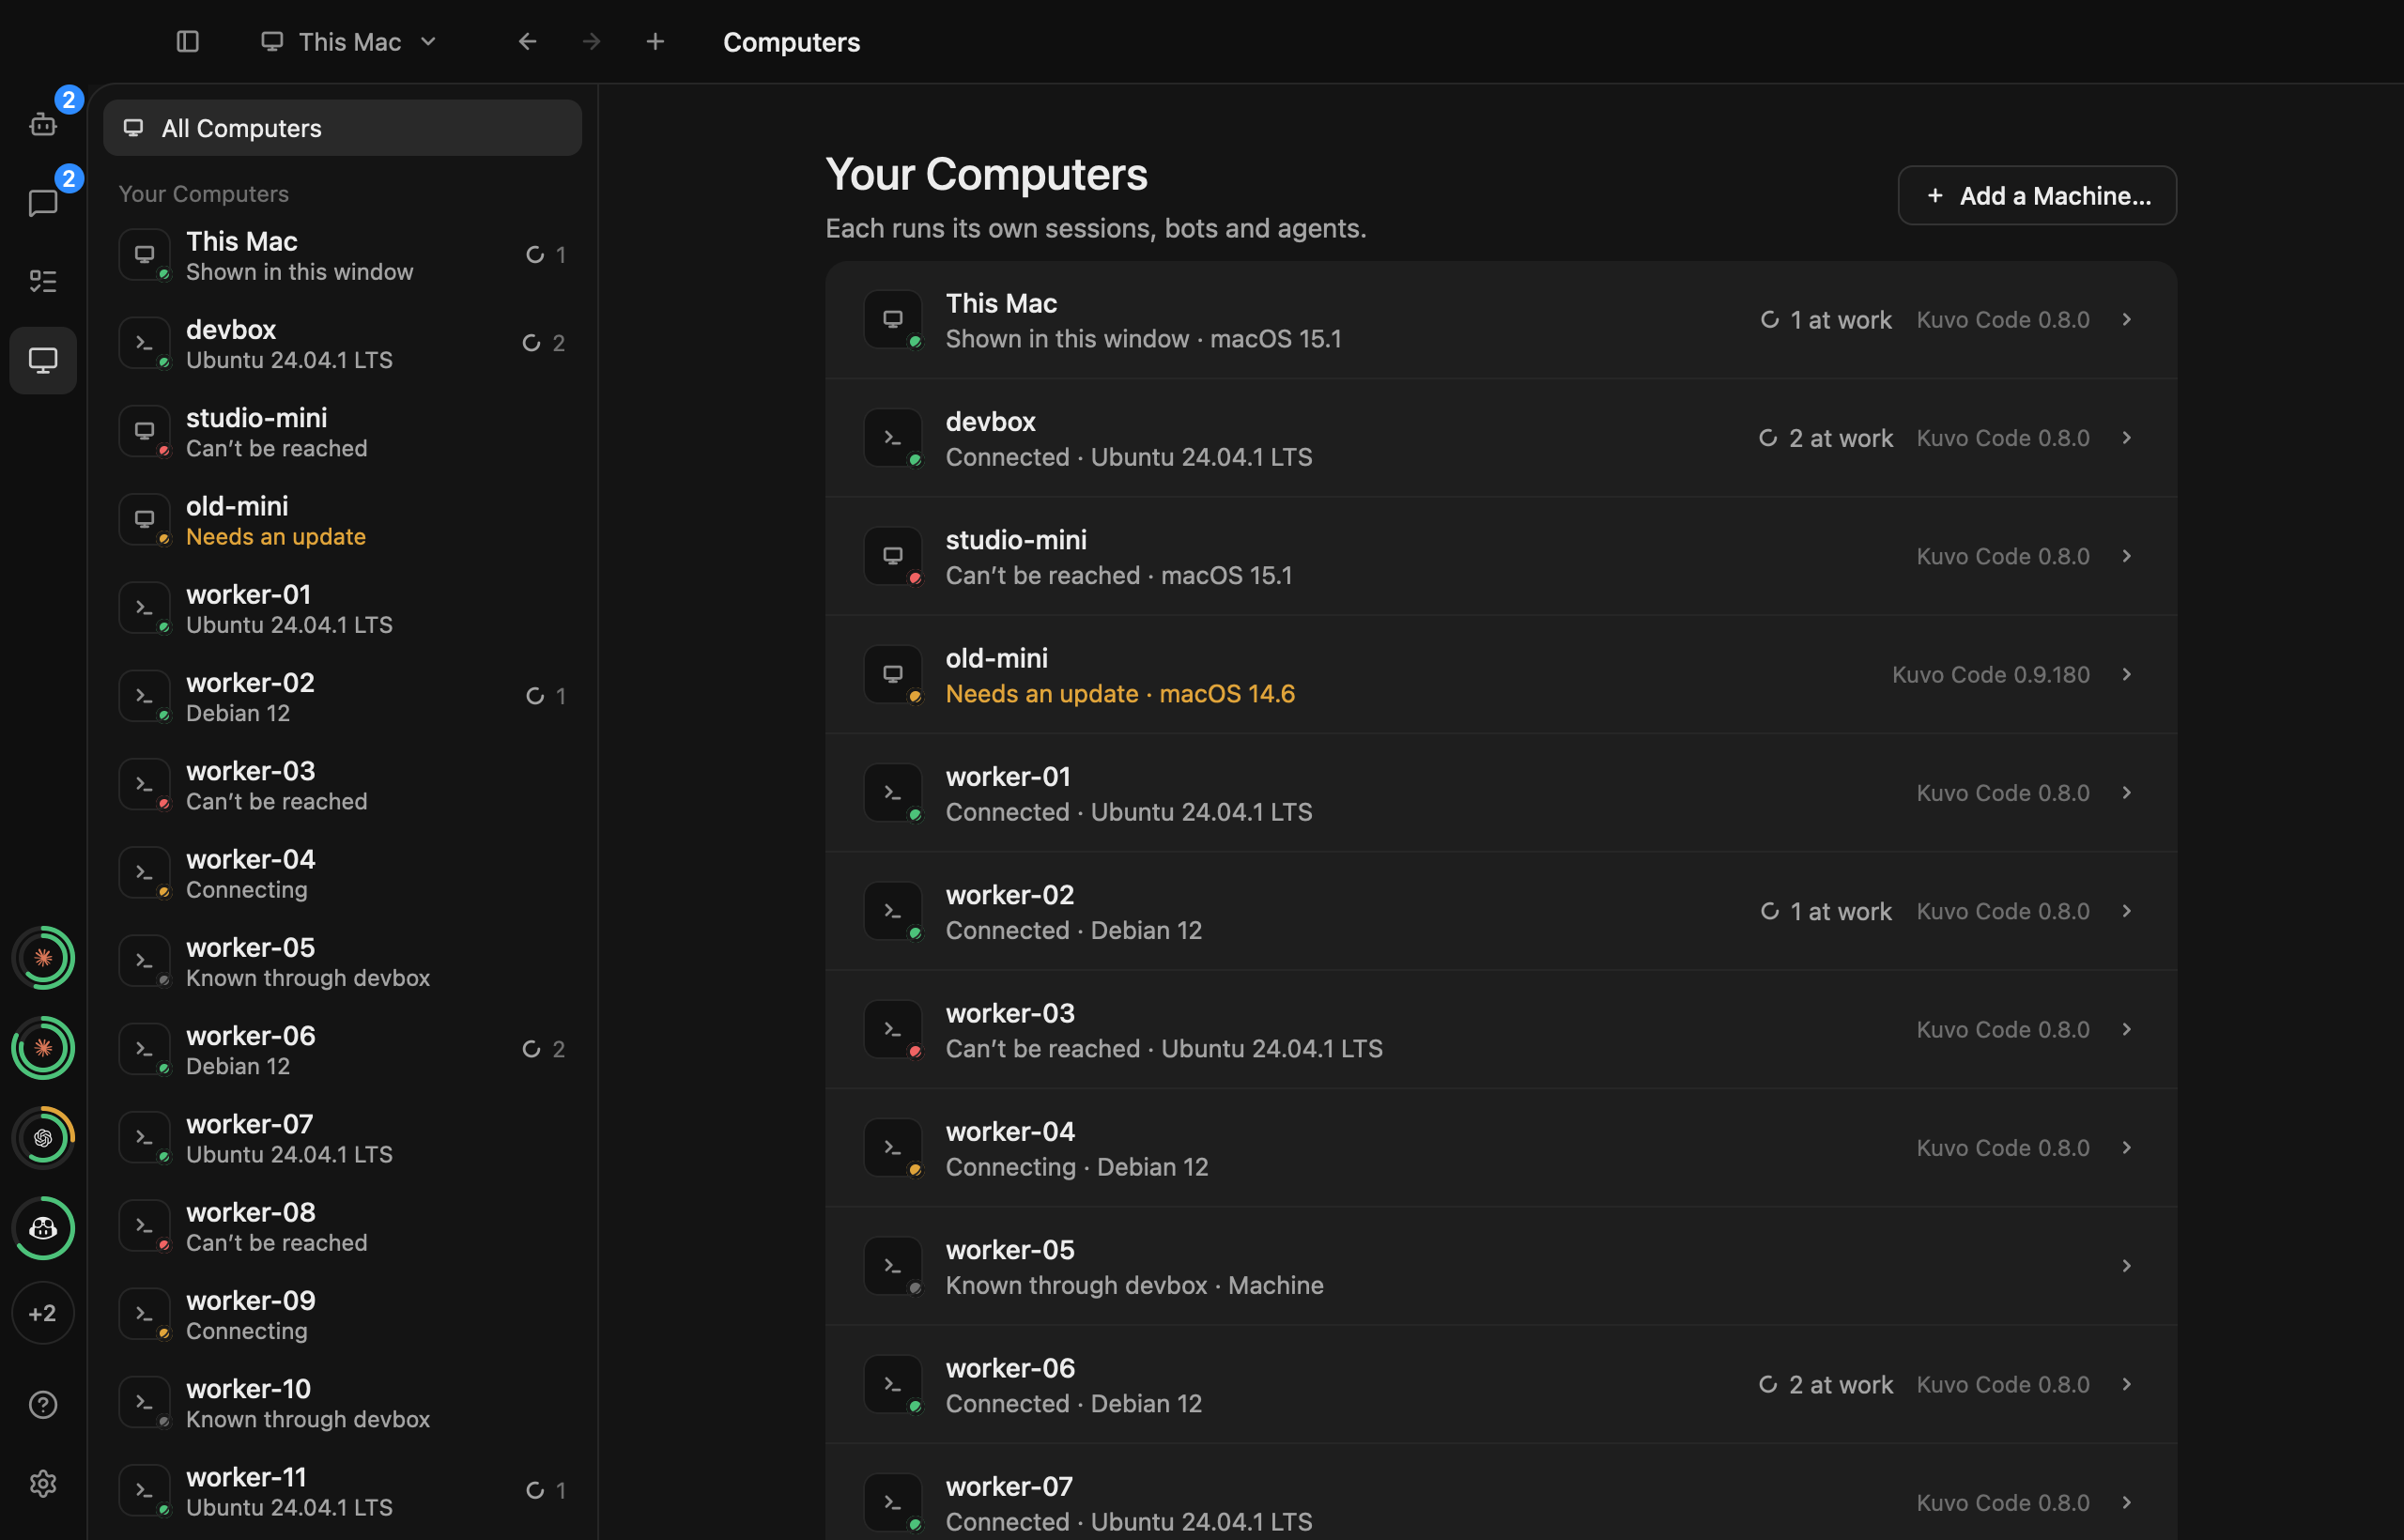 This Mac
Computers
2
2
+2
All Computers
Your Computers
This Mac
Shown in this window
1
devbox
Ubuntu 24.04.1 LTS
2
studio-mini
Can’t be reached
old-mini
Needs an update
worker-01
Ubuntu 24.04.1 LTS
worker-02
Debian 12
1
worker-03
Can’t be reached
worker-04
Connecting
worker-05
Known through devbox
worker-06
Debian 12
2
worker-07
Ubuntu 24.04.1 LTS
worker-08
Can’t be reached
worker-09
Connecting
worker-10
Known through devbox
worker-11
Ubuntu 24.04.1 LTS
1
Your Computers
Each runs its own sessions, bots and agents.
+ Add a Machine...
This Mac
Shown in this window · macOS 15.1
1 at work Kuvo Code 0.8.0
devbox
Connected · Ubuntu 24.04.1 LTS
2 at work Kuvo Code 0.8.0
studio-mini
Can’t be reached · macOS 15.1
Kuvo Code 0.8.0
old-mini
Needs an update · macOS 14.6
Kuvo Code 0.9.180
worker-01
Connected · Ubuntu 24.04.1 LTS
Kuvo Code 0.8.0
worker-02
Connected · Debian 12
1 at work Kuvo Code 0.8.0
worker-03
Can’t be reached · Ubuntu 24.04.1 LTS
Kuvo Code 0.8.0
worker-04
Connecting · Debian 12
Kuvo Code 0.8.0
worker-05
Known through devbox · Machine
worker-06
Connected · Debian 12
2 at work Kuvo Code 0.8.0
worker-07
Connected · Ubuntu 24.04.1 LTS
Kuvo Code 0.8.0